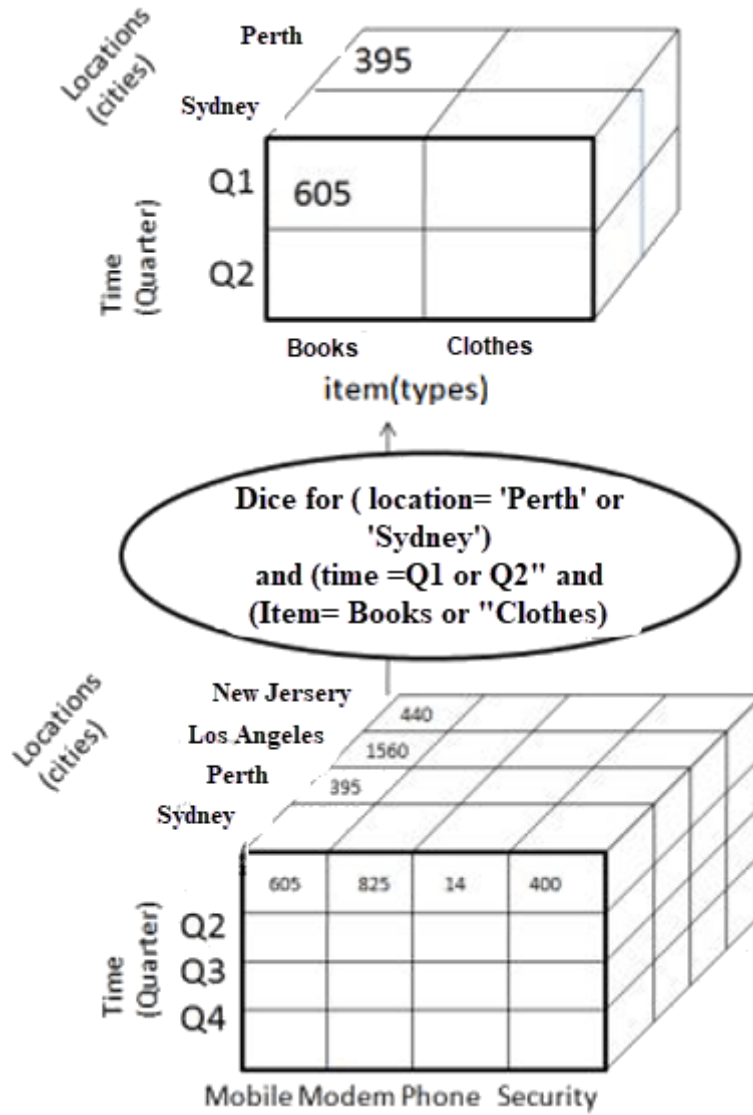 Locations
(cities)
Perth
395
Sydney
Time
(Quarter)
Q1
605
Q2
Books Clothes
item(types)
Dice for ( location= 'Perth' or
'Sydney')
and (time =Q1 or Q2" and
(Item= Books or "Clothes)
Locations
(cities)
New Jersery
440
Los Angeles
1560
Perth
395
Sydney
605 825 14 400
Time
(Quarter)
Q2
Q3
Q4
Mobile Modem Phone Security